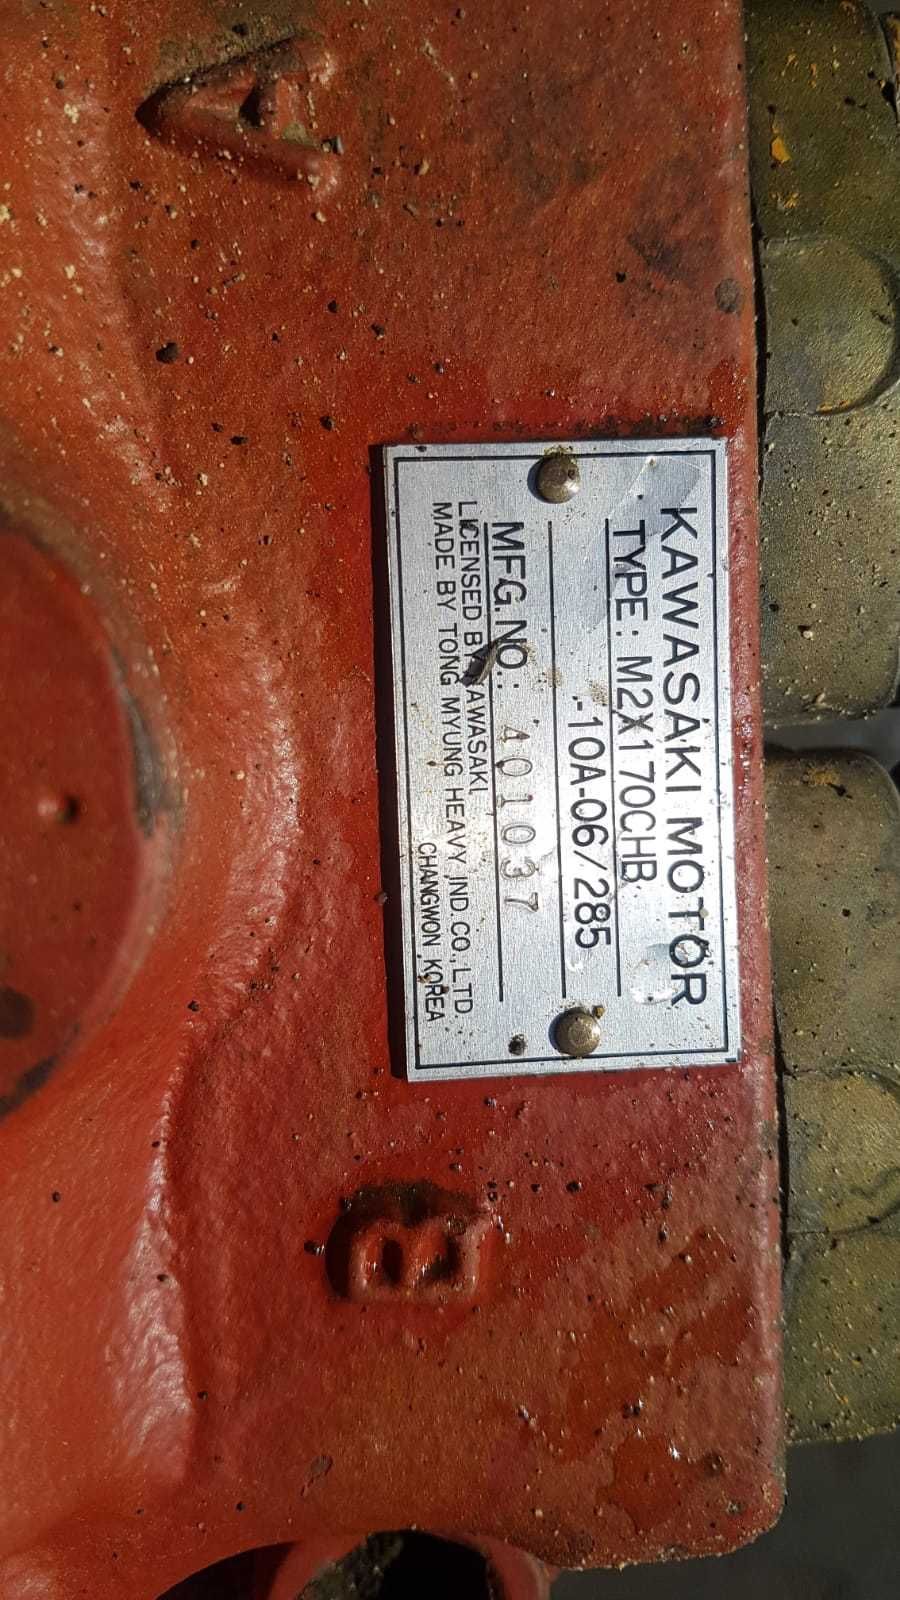 A
KAWASAKI MOTOR
TYPE: M2X170CHB
-10A-06/285
MFG.NO.: 401037
LICENSED BY KAWASAKI
MADE BY TONG MYUNG HEAVY IND.CO.,LTD.
CHANGWON KOREA
B